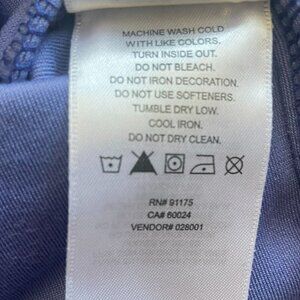 MACHINE WASH COLD
WITH LIKE COLORS.
TURN INSIDE OUT.
DO NOT BLEACH.
DO NOT IRON DECORATION.
DO NOT USE SOFTENERS.
TUMBLE DRY LOW.
COOL IRON.
DO NOT DRY CLEAN.
RN# 91175
CA# 60024
VENDOR# 028001